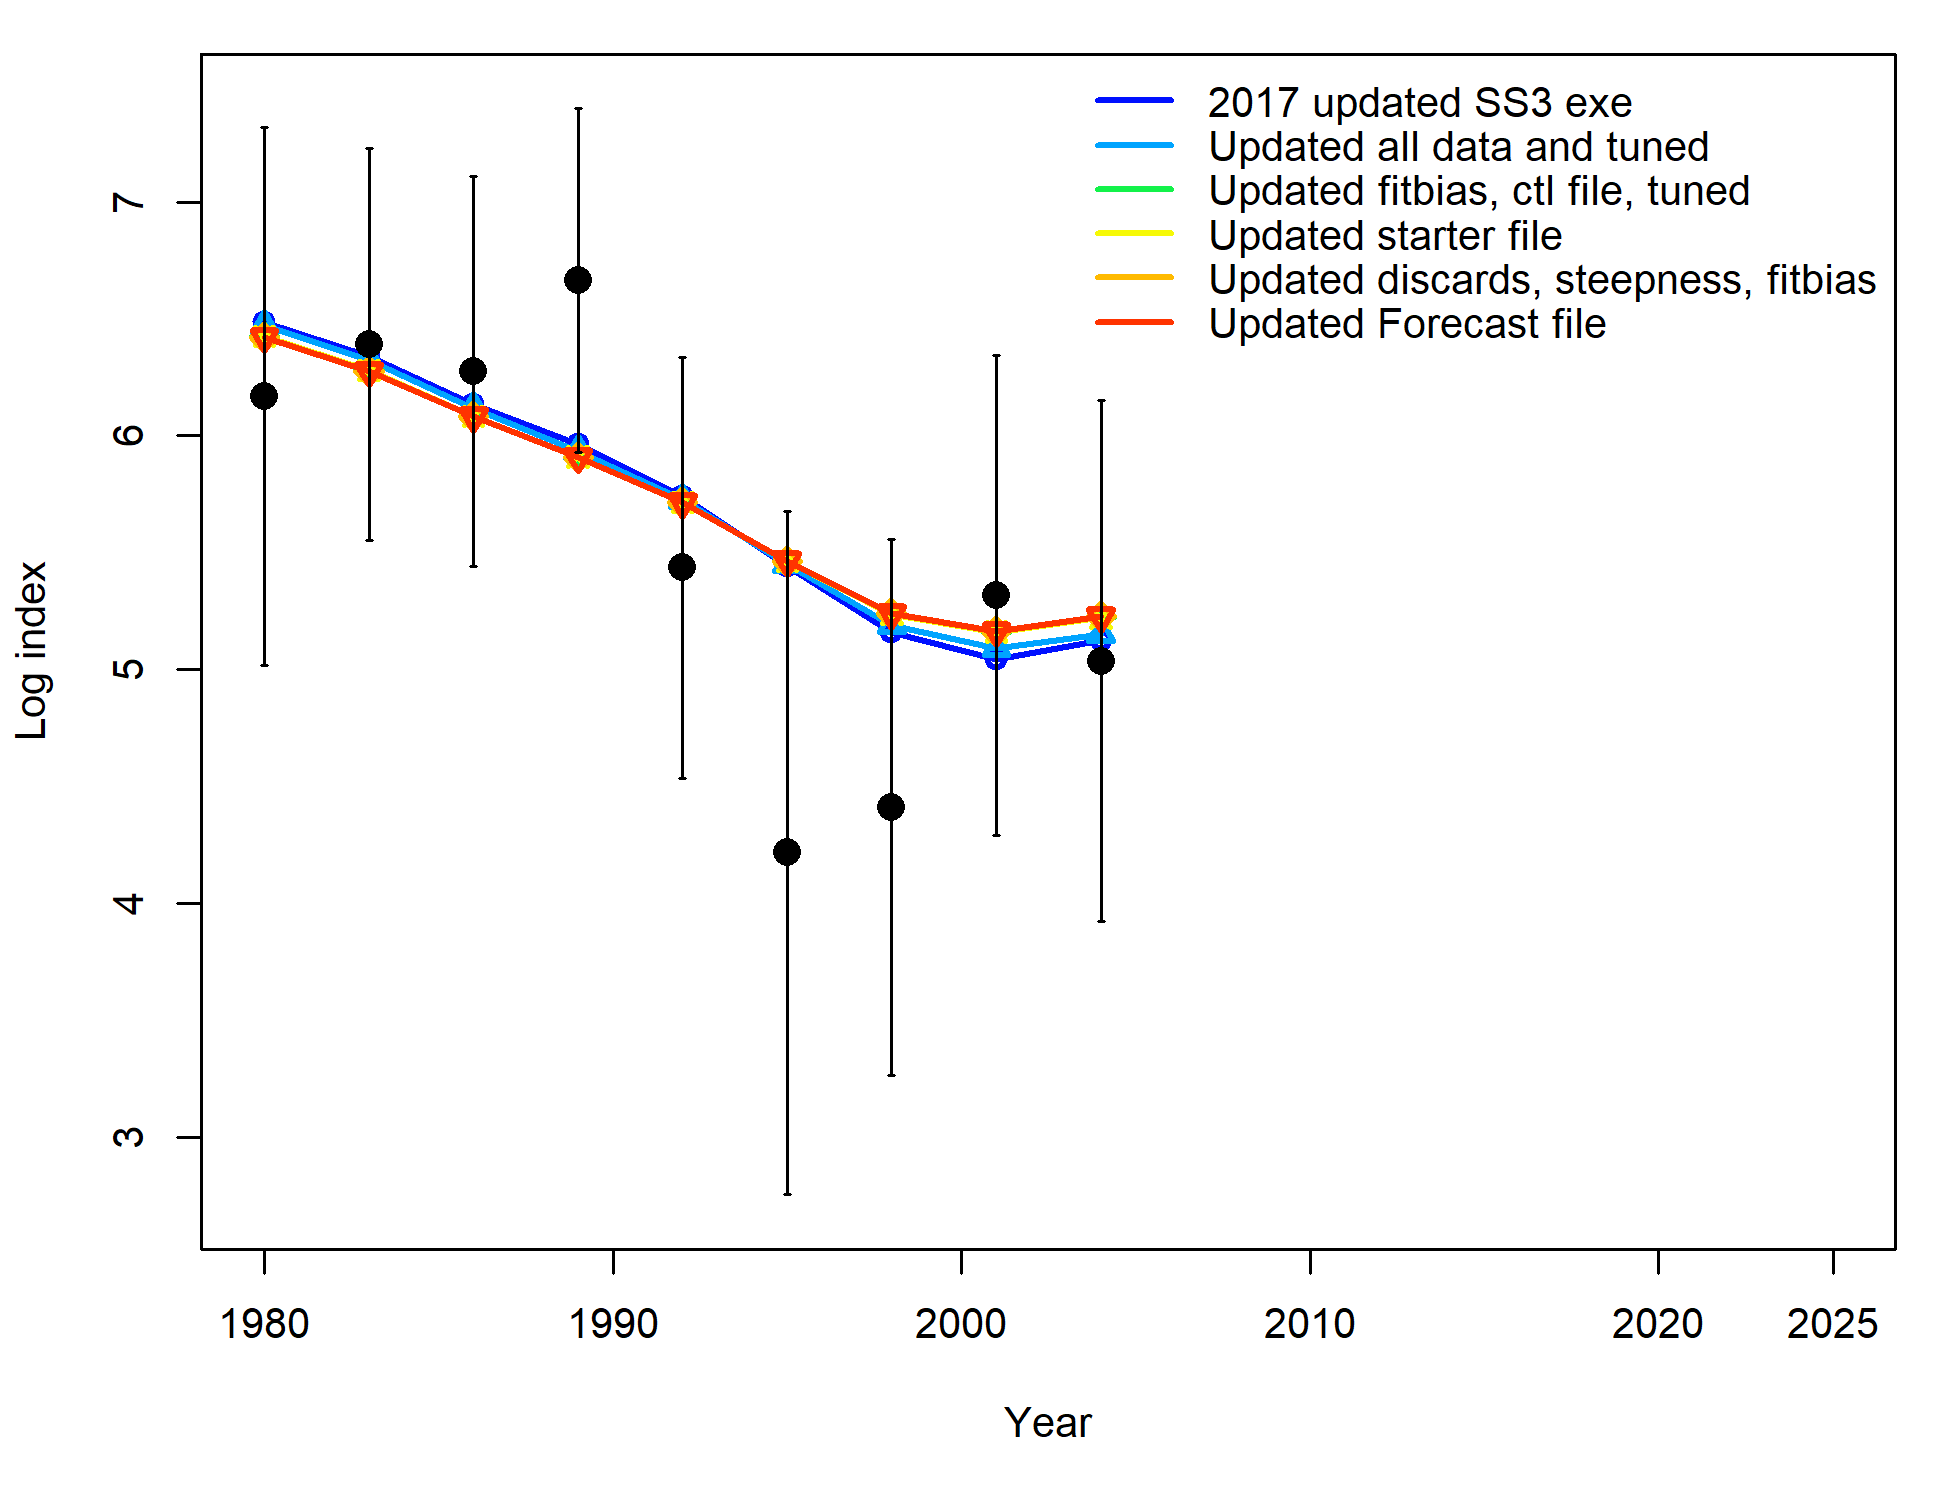 2017 updated SS3 exe
Updated all data and tuned
Updated fitbias, ctl file, tuned
Updated starter file
Updated discards, steepness, fitbias
Updated Forecast file
7
6
5
4
3
Log index
1980 1990 2000 2010 2020 2025
Year